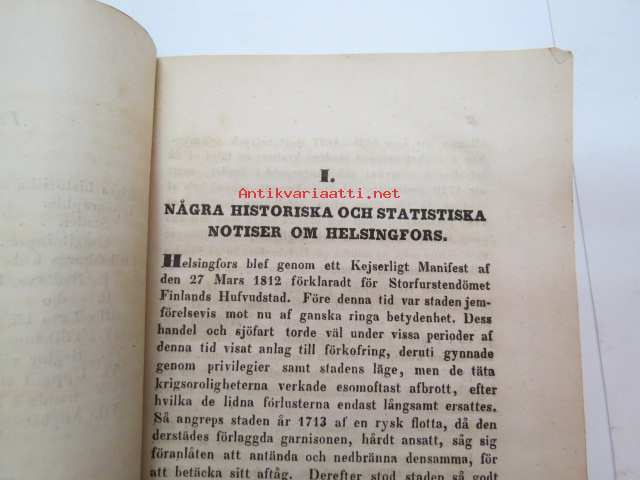 I.
Antikvariaatti.net
NÅGRA HISTORISKA OCH STATISTISKA
NOTISER OM HELSINGFORS.
Helsingfors blef genom ett Kejserligt Manifest af
den 27 Mars 1812 förklaradt för Storfurstendömet
Finlands Hufvudstad. Före denna tid var staden jem-
förelsevis mot nu af ganska ringa betydenhet. Dess
handel och sjöfart torde väl under vissa perioder af
denna tid visat anlag till förkofring, deruti gynnade
genom privilegier samt stadens läge, men de täta
krigsoroligheterna verkade esomoftast afbrott, efter
hvilka de lidna förlusterna endast långsamt ersattes.
Så angreps staden år 1713 af en rysk flotta, då den
derstädes förlaggda garnisonen, hårdt ansatt, såg sig
föranlåten att antända och nedbränna densamma, för
att betäcka sitt aftåg. Derefter stod staden så godt